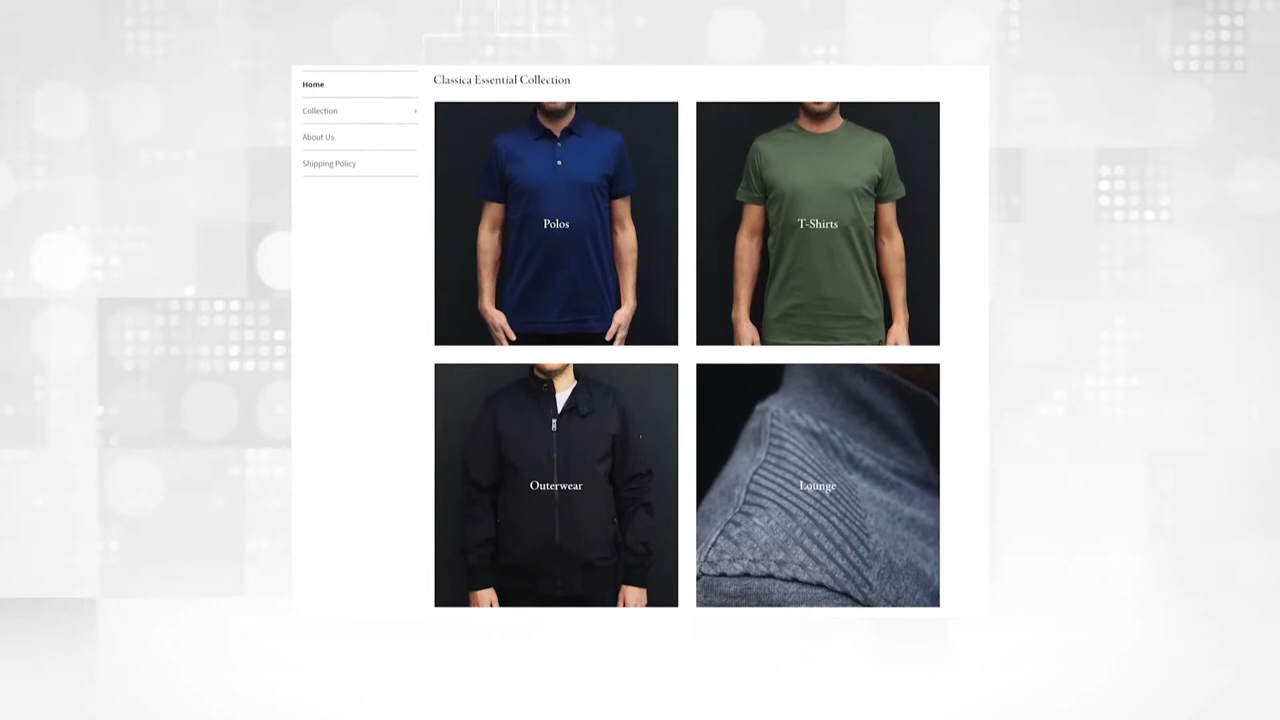 Classica Essential Collection
Home
Collection +
About Us
Shipping Policy
Polos
T-Shirts
Outerwear
Lounge